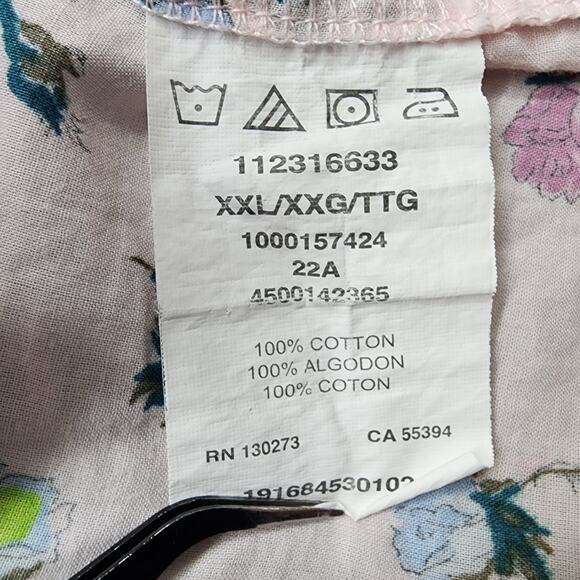 112316633
XXL/XXG/TTG
1000157424
22A
4500142365
100% COTTON
100% ALGODON
100% COTON
RN 130273 CA 55394